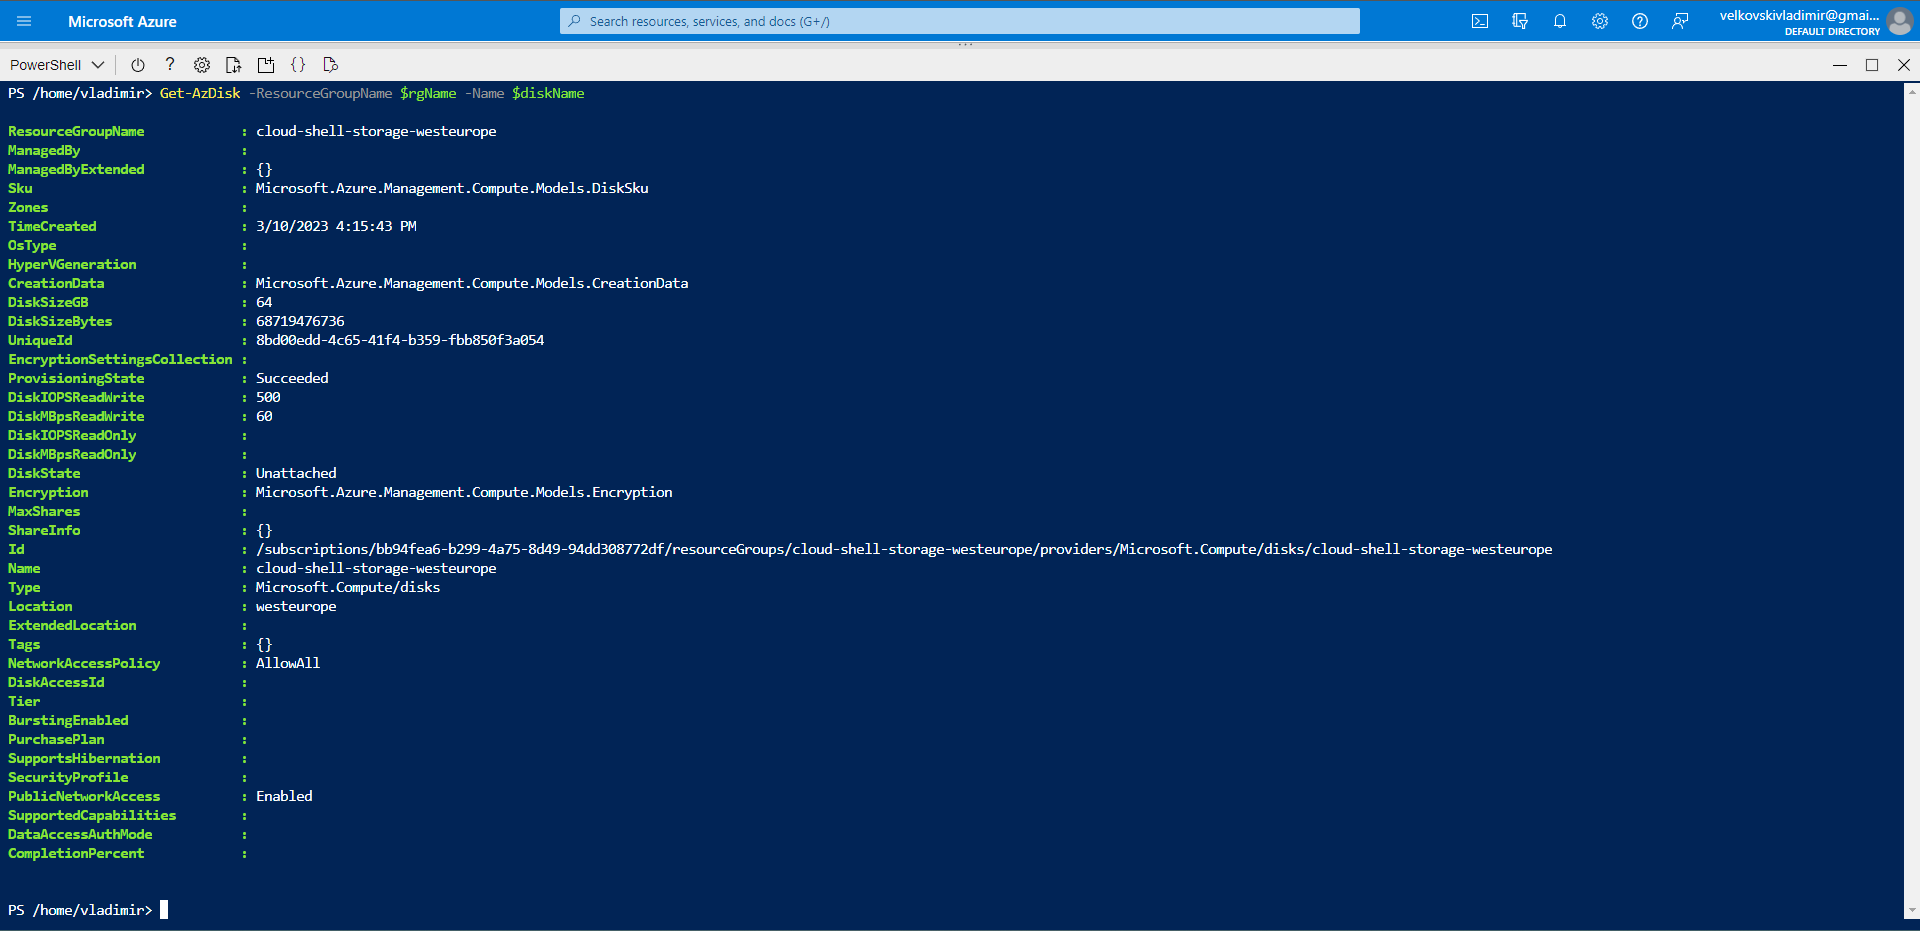 Microsoft Azure
Search resources, services, and docs (G+/)
velkovskivladimir@gmai...
DEFAULT DIRECTORY
PowerShell
PS /home/vladimir> Get-AzDisk -ResourceGroupName $rgName -Name $diskName
ResourceGroupName : cloud-shell-storage-westeurope
ManagedBy :
ManagedByExtended : {}
Sku : Microsoft.Azure.Management.Compute.Models.DiskSku
Zones :
TimeCreated : 3/10/2023 4:15:43 PM
OsType :
HyperVGeneration :
CreationData : Microsoft.Azure.Management.Compute.Models.CreationData
DiskSizeGB : 64
DiskSizeBytes : 68719476736
UniqueId : 8bd00edd-4c65-41f4-b359-fbb850f3a054
EncryptionSettingsCollection :
ProvisioningState : Succeeded
DiskIOPSReadWrite : 500
DiskMBpsReadWrite : 60
DiskIOPSReadOnly :
DiskMBpsReadOnly :
DiskState : Unattached
Encryption : Microsoft.Azure.Management.Compute.Models.Encryption
MaxShares :
ShareInfo : {}
Id : /subscriptions/bb94fea6-b299-4a75-8d49-94dd308772df/resourceGroups/cloud-shell-storage-westeurope/providers/Microsoft.Compute/disks/cloud-shell-storage-westeurope
Name : cloud-shell-storage-westeurope
Type : Microsoft.Compute/disks
Location : westeurope
ExtendedLocation :
Tags : {}
NetworkAccessPolicy : AllowAll
DiskAccessId :
Tier :
BurstingEnabled :
PurchasePlan :
SupportsHibernation :
SecurityProfile :
PublicNetworkAccess : Enabled
SupportedCapabilities :
DataAccessAuthMode :
CompletionPercent :
PS /home/vladimir>